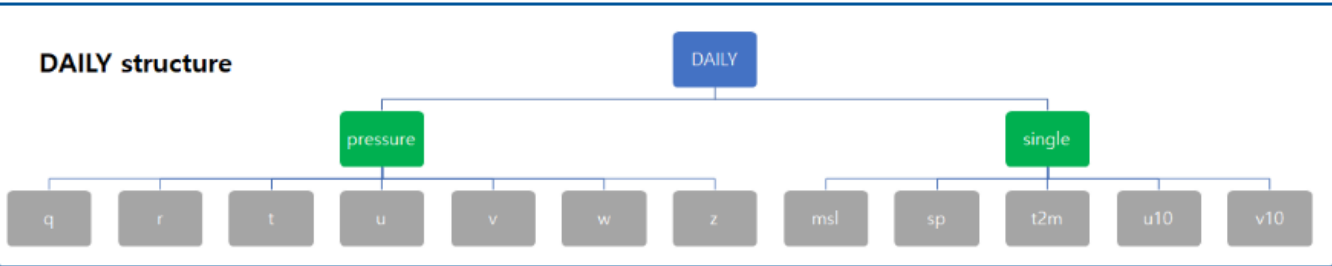 DAILY structure
DAILY
pressure
single
q
r
t
u
v
w
z
msl
sp
t2m
u10
v10